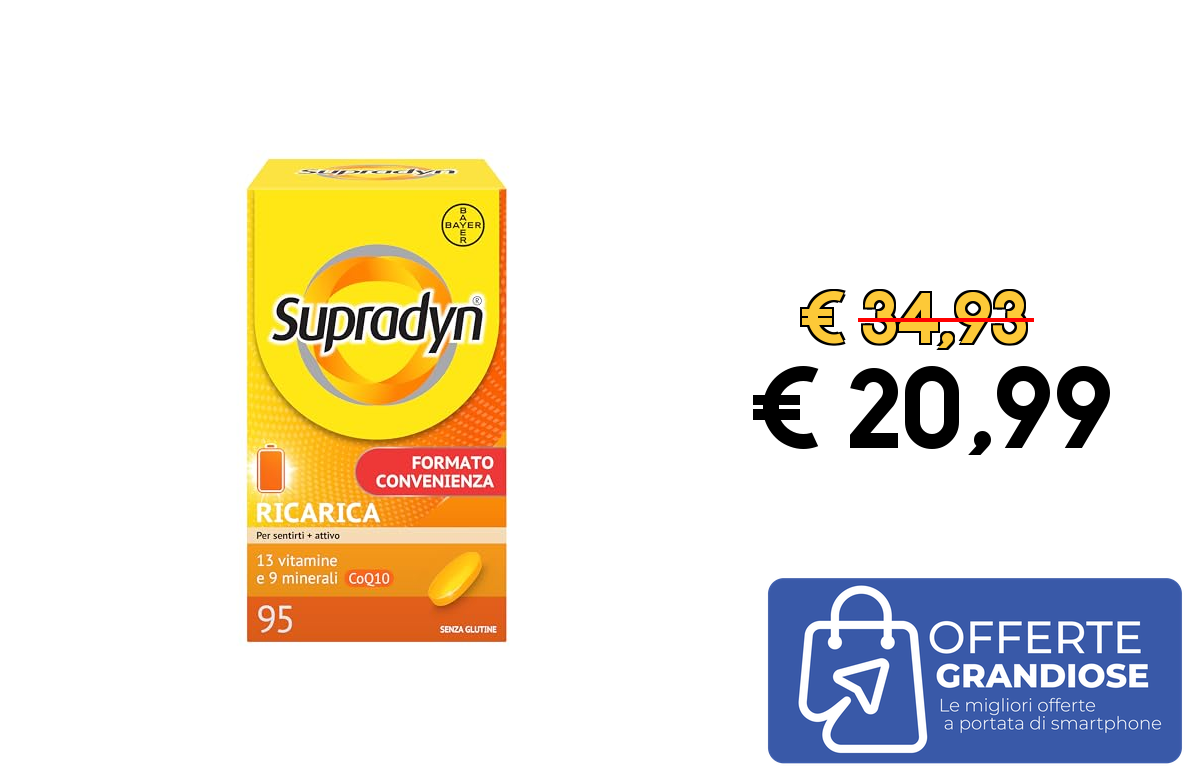 supradyn
BAYER
BAYER
Supradyn®
FORMATO
CONVENIENZA
RICARICA
Per sentirti + attivo
13 vitamine
e 9 minerali CoQ10
95
SENZA GLUTINE
€ 34,93
€ 20,99
OFFERTE
GRANDIOSE
Le migliori offerte
a portata di smartphone